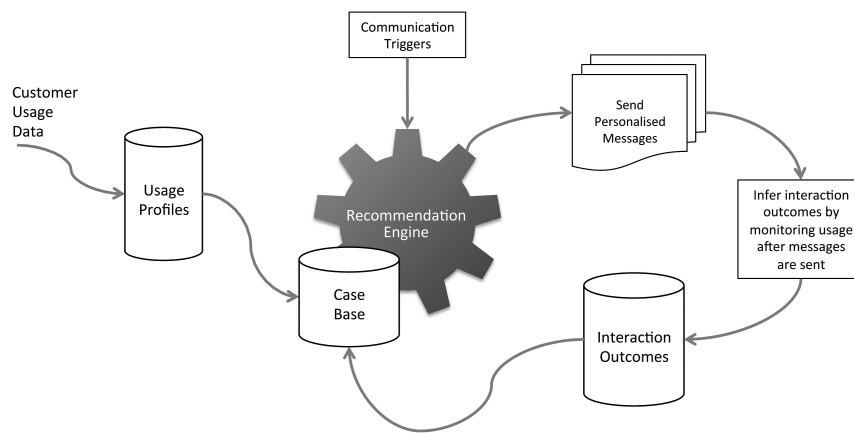 Communication
Triggers
Customer
Usage
Data
Send
Personalised
Messages
Usage
Profiles
Recommendation
Engine
Infer interaction
outcomes by
monitoring usage
after messages
are sent
Case
Base
Interaction
Outcomes